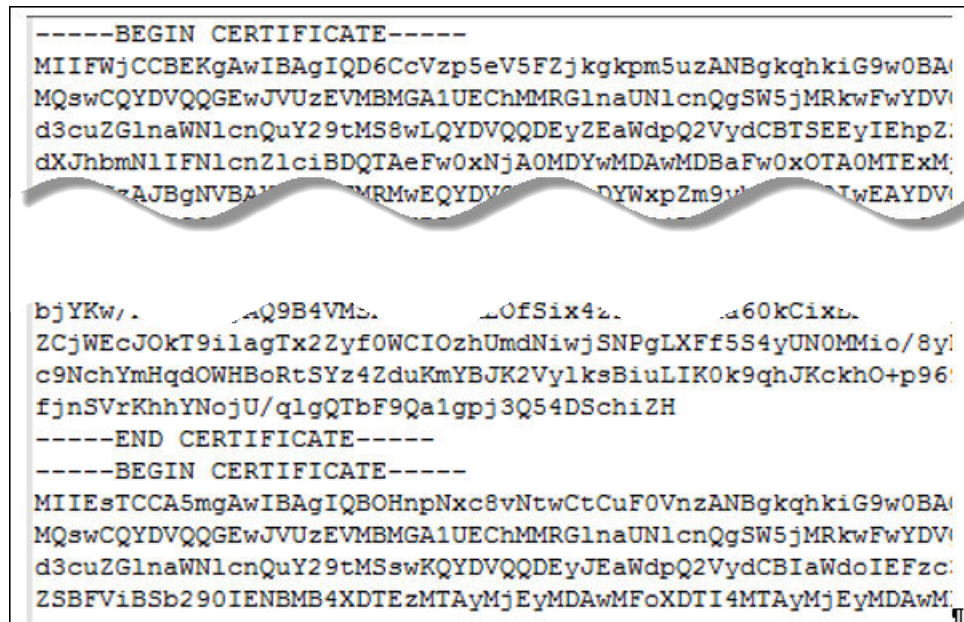 -----BEGIN CERTIFICATE-----
MIIFWjCCBEKgAwIBAgIQD6CcVzp5eV5FZjkgkpm5uzANBgkqhkiG9w0BA
MQswCQYDVQQGEwJVUzEVMBMGA1UEChMMRGlnaUNlcnQgSW5jMRkwFwYDV
d3cuZGlnaWNlcnQuY29tMS8wLQYDVQQDEyZEaWdpQ2VydCBTSEEyIEhpZ
dXJhbmNlIFNlcnZlciBDQTAeFw0xNjA0MDYwMDAwMDBaFw0xOTA0MTExM
ZCjWEcJOkT9ilagTx2Zyf0WCIOzhUmdNiwjSNPgLXFf5S4yUN0MMio/8y
c9NchYmHqdOWHBoRtSYz4ZduKmYBJK2VylksBiuLIK0k9qhJKckhO+p96
fjnSVrKhhYNojU/qlgQTbF9Qa1gpj3Q54DSchiZH
-----END CERTIFICATE-----
-----BEGIN CERTIFICATE-----
MIIEsTCCA5mgAwIBAgIQBOHnpNxc8vNtwCtCuF0VnzANBgkqhkiG9w0BA
MQswCQYDVQQGEwJVUzEVMBMGA1UEChMMRGlnaUNlcnQgSW5jMRkwFwYDV
d3cuZGlnaWNlcnQuY29tMSswKQYDVQQDEyJEaWdpQ2VydCBIaWdoIEFzc
ZSBFViBSb290IENBMB4XDTEzMTAyMjEyMDAwMFoXDTI4MTAyMjEyMDAwM